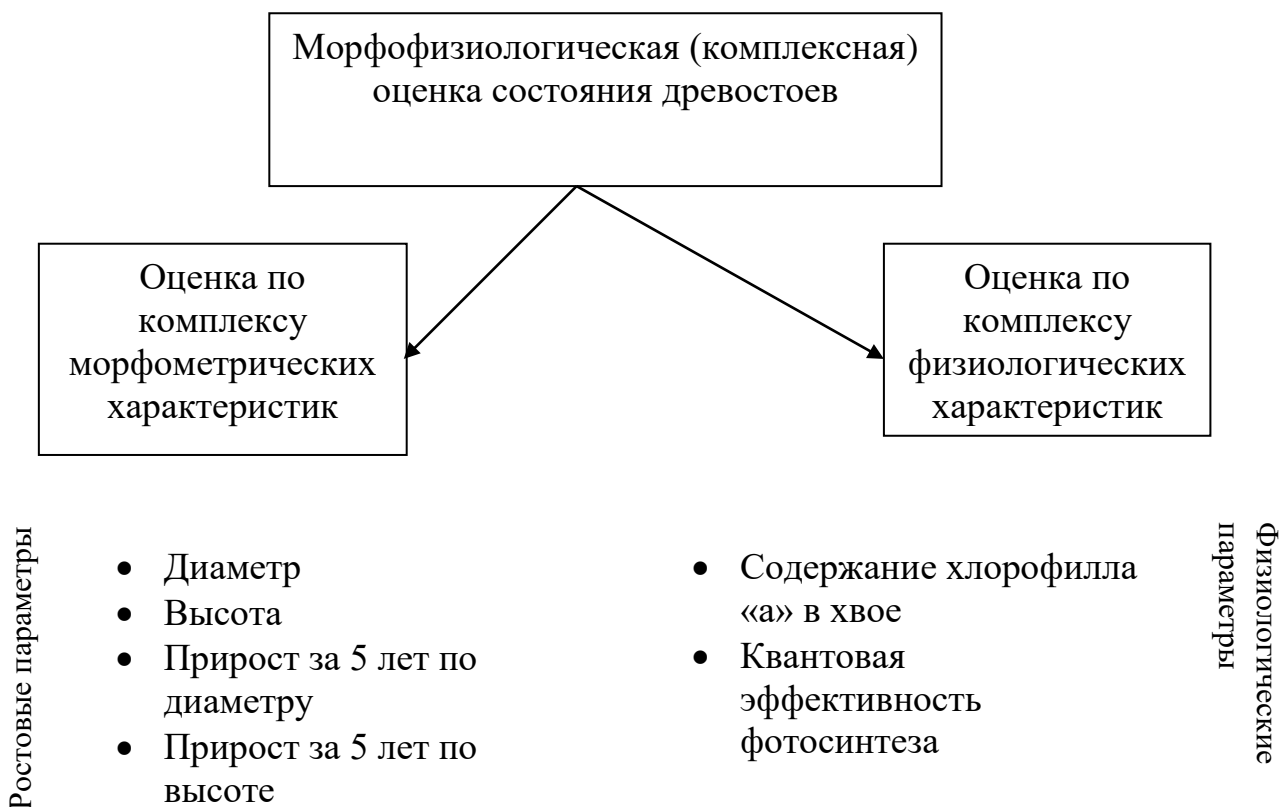 Морфофизиологическая (комплексная)
оценка состояния древостоев
Оценка по
комплексу
морфометрических
характеристик
Оценка по
комплексу
физиологических
характеристик
Ростовые параметры
• Диаметр
• Высота
• Прирост за 5 лет по
диаметру
• Прирост за 5 лет по
высоте
• Содержание хлорофилла
«а» в хвое
• Квантовая
эффективность
фотосинтеза
Физиологические
параметры